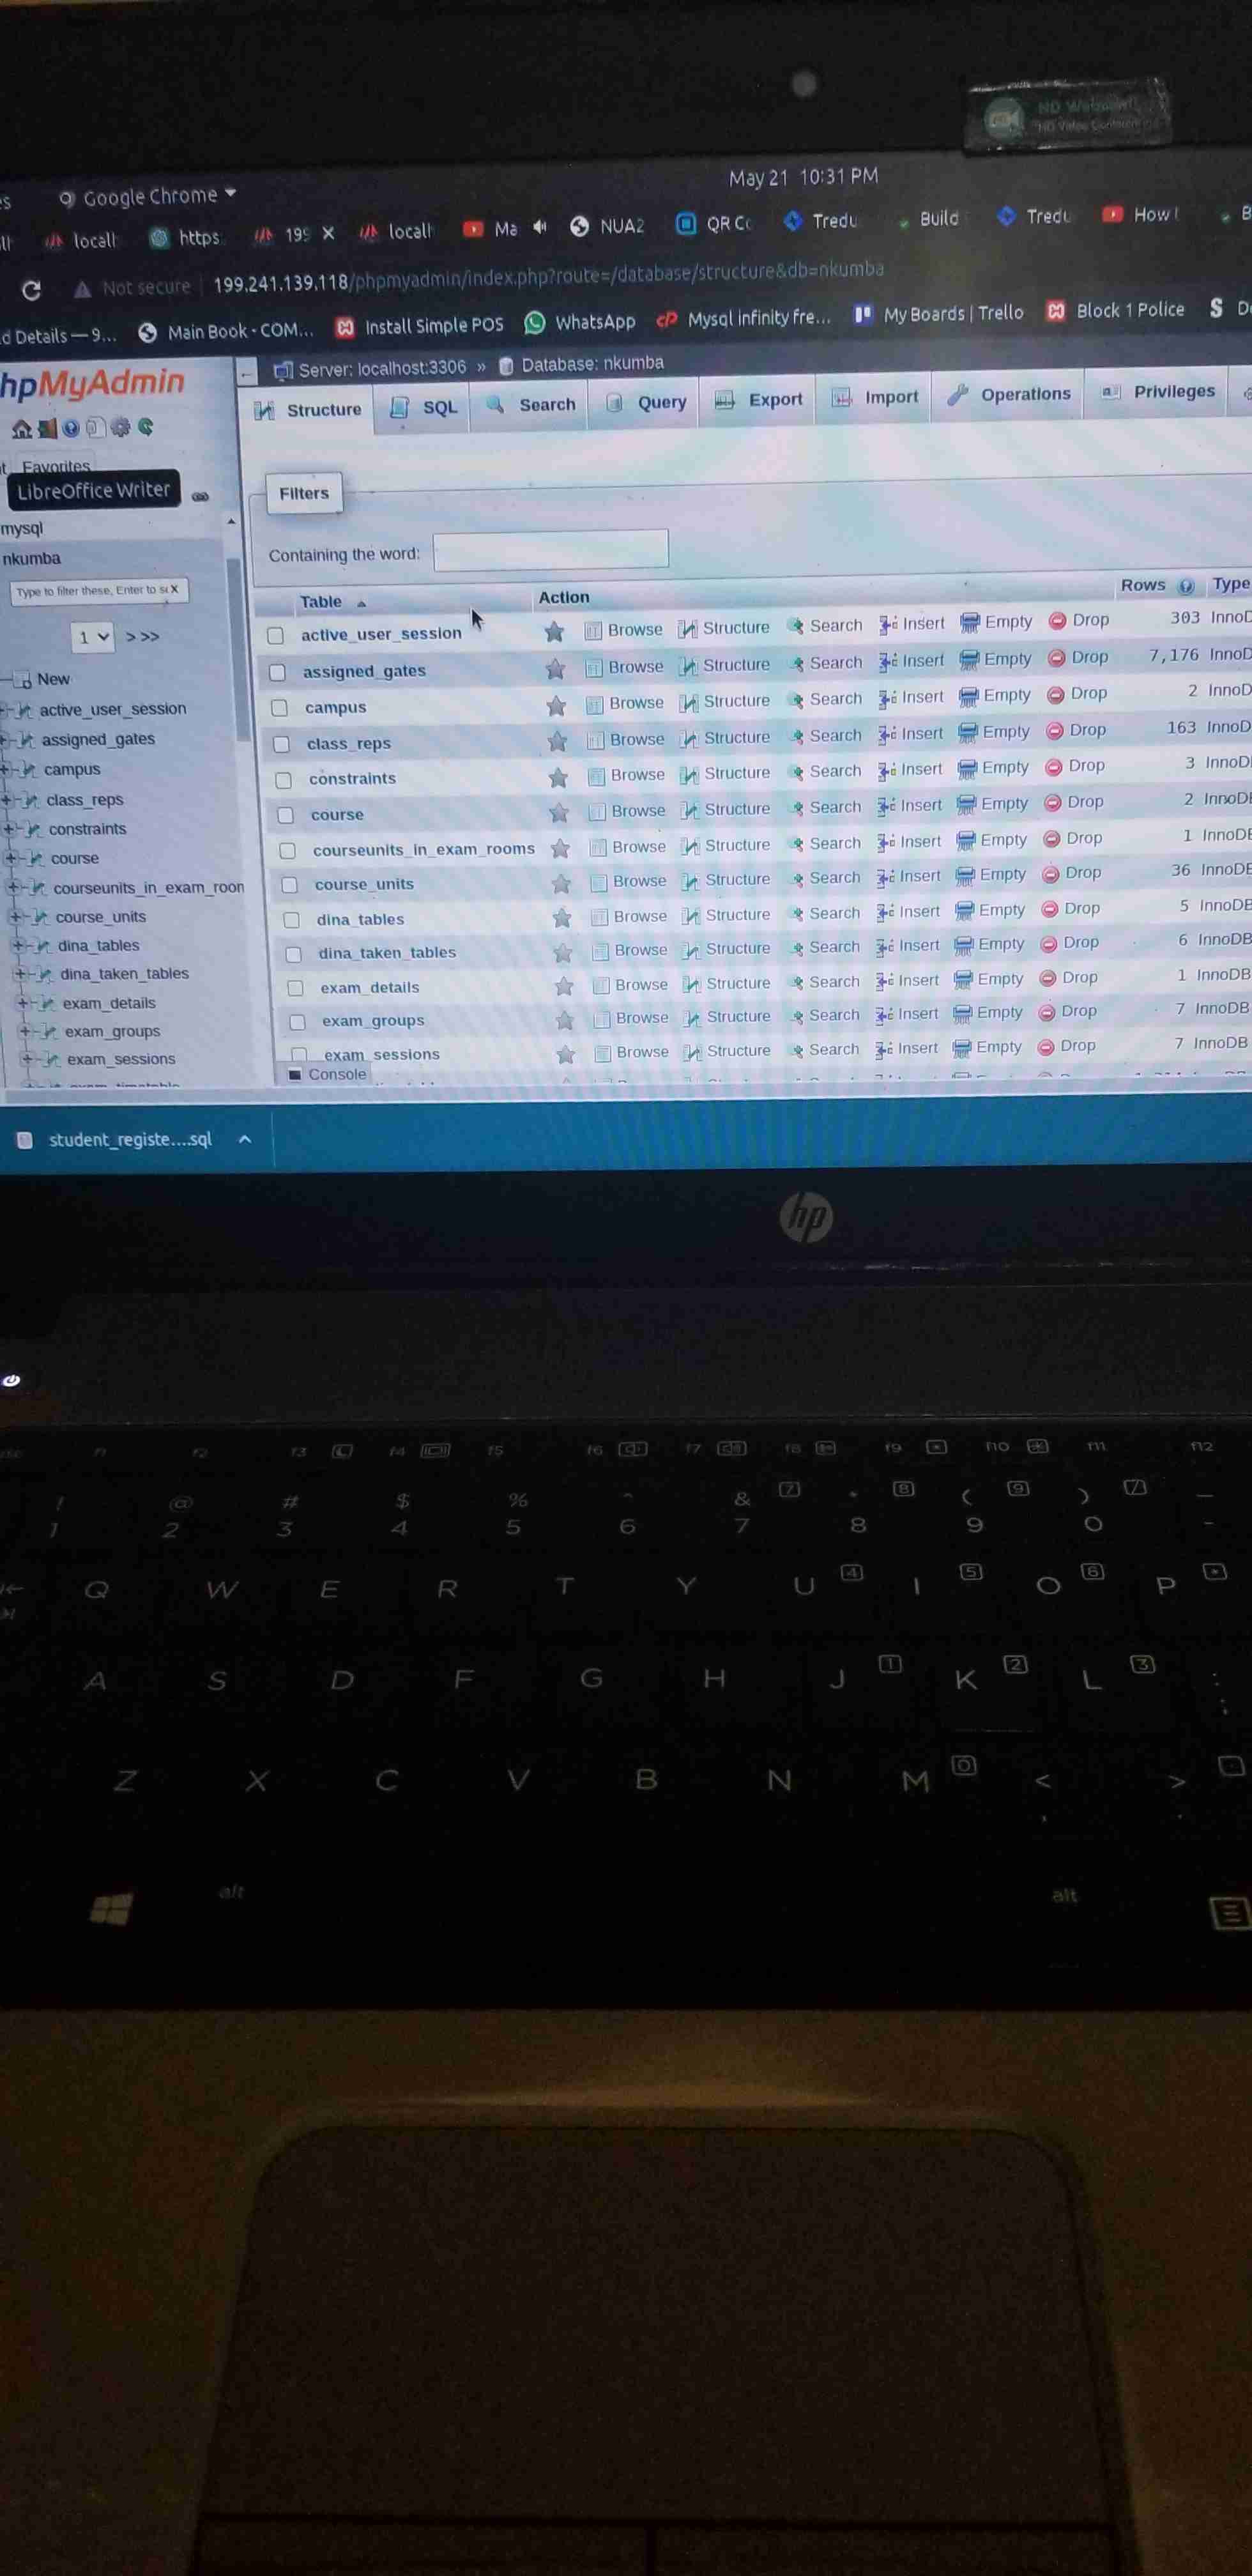 HD Webcam
HD Video Conferencing
Google Chrome
May 21 10:31 PM
locall
https
199
locall
Ma
NUA2
QR Co
Tredu
Build
Tredu
How t
B
Not secure
199.241.139.118/phpmyadmin/index.php?route=/database/structure&db=nkumba
d Details — 9...
Main Book - COM...
Install Simple POS
WhatsApp
Mysql infinity fre...
My Boards | Trello
Block 1 Police
hpMyAdmin
Server: localhost:3306 » Database: nkumba
Structure SQL Search Query Export Import Operations Privileges
t Favorites
LibreOffice Writer
mysql
nkumba
Type to filter these, Enter to se X
1 > >>
New
active_user_session
assigned_gates
campus
class_reps
constraints
course
courseunits_in_exam_roon
course_units
dina_tables
dina_taken_tables
exam_details
exam_groups
exam_sessions
Filters
Containing the word:
Table Action Rows Type
active_user_session Browse Structure Search Insert Empty Drop 303 InnoD
assigned_gates Browse Structure Search Insert Empty Drop 7,176 InnoD
campus Browse Structure Search Insert Empty Drop 2 InnoD
class_reps Browse Structure Search Insert Empty Drop 163 InnoD
constraints Browse Structure Search Insert Empty Drop 3 InnoD
course Browse Structure Search Insert Empty Drop 2 InnoDB
courseunits_in_exam_rooms Browse Structure Search Insert Empty Drop 1 InnoDB
course_units Browse Structure Search Insert Empty Drop 36 InnoDB
dina_tables Browse Structure Search Insert Empty Drop 5 InnoDB
dina_taken_tables Browse Structure Search Insert Empty Drop 6 InnoDB
exam_details Browse Structure Search Insert Empty Drop 1 InnoDB
exam_groups Browse Structure Search Insert Empty Drop 7 InnoDB
exam_sessions Browse Structure Search Insert Empty Drop 7 InnoDB
Console
student_registe....sql
hp
esc f1 f2 f3 f4 f5 f6 f7 f8 f9 f10 f11 f12
! @ # $ % ^ & 7 * 8 ( 9 ) / _
1 2 3 4 5 6 7 8 9 0 -
Q W E R T Y U 4 I 5 O 6 P *
A S D F G H J 1 K 2 L 3 : ;
Z X C V B N M 0 < , > .
alt alt